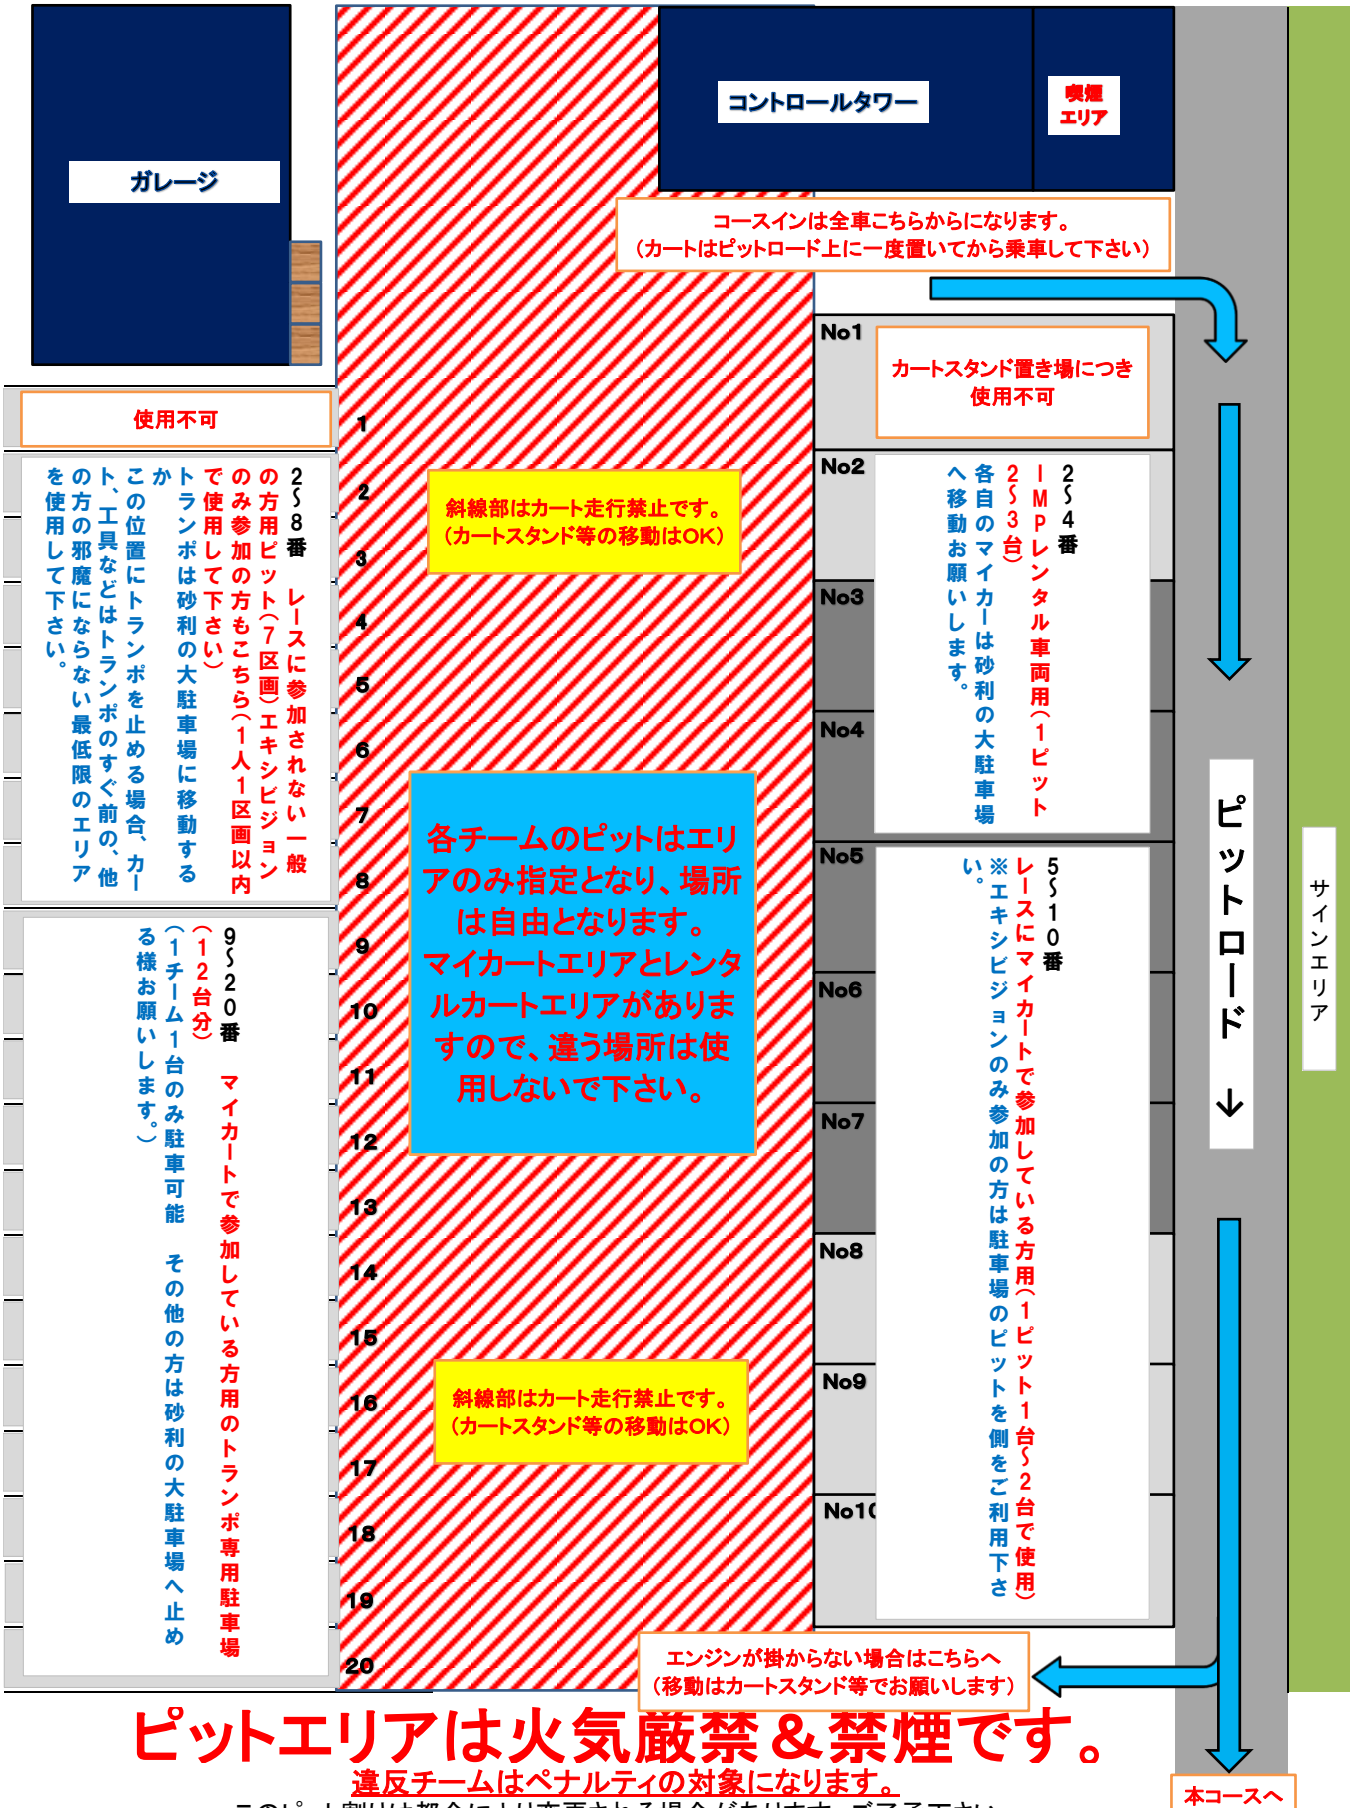 コントロールタワー
喫煙
エリア
ガレージ
コースインは全車こちらからになります。
(カートはピットロード上に一度置いてから乗車して下さい)
No1
カートスタンド置き場につき
使用不可
使用不可
1
2
3
4
5
6
7
8
9
10
11
12
13
14
15
16
17
18
19
20
2～8番　レースに参加されない一般
の方用ピット(7区画)エキシビジョン
のみ参加の方もこちら(1人1区画以内
で使用して下さい)
トランポは砂利の大駐車場に移動する
か
この位置にトランポを止める場合、カー
ト、工具などはトランポのすぐ前の、他
の方の邪魔にならない最低限のエリア
を使用して下さい。
斜線部はカート走行禁止です。
(カートスタンド等の移動はOK)
No2
No3
No4
2～4番
IMPレンタル車両用(1ピット
2～3台)
各自のマイカーは砂利の大駐車場
へ移動お願いします。
各チームのピットはエリ
アのみ指定となり、場所
は自由となります。
マイカートエリアとレンタ
ルカートエリアがありま
すので、違う場所は使
用しないで下さい。
ピットロード ↓
サインエリア
No5
No6
No7
No8
No9
No10
5～10番
レースにマイカートで参加している方用(1ピット1台～2台で使用)
※エキシビジョンのみ参加の方は駐車場のピットを側をご利用下さ
い。
9～20番　マイカートで参加している方用のトランポ専用駐車場
(12台分)
(1チーム1台のみ駐車可能　その他の方は砂利の大駐車場へ止め
る様お願いします。)
斜線部はカート走行禁止です。
(カートスタンド等の移動はOK)
エンジンが掛からない場合はこちらへ
(移動はカートスタンド等でお願いします)
ピットエリアは火気厳禁＆禁煙です。
違反チームはペナルティの対象になります。
本コースへ
このピット割りは都合により変更される場合があります。ご了承下さい。